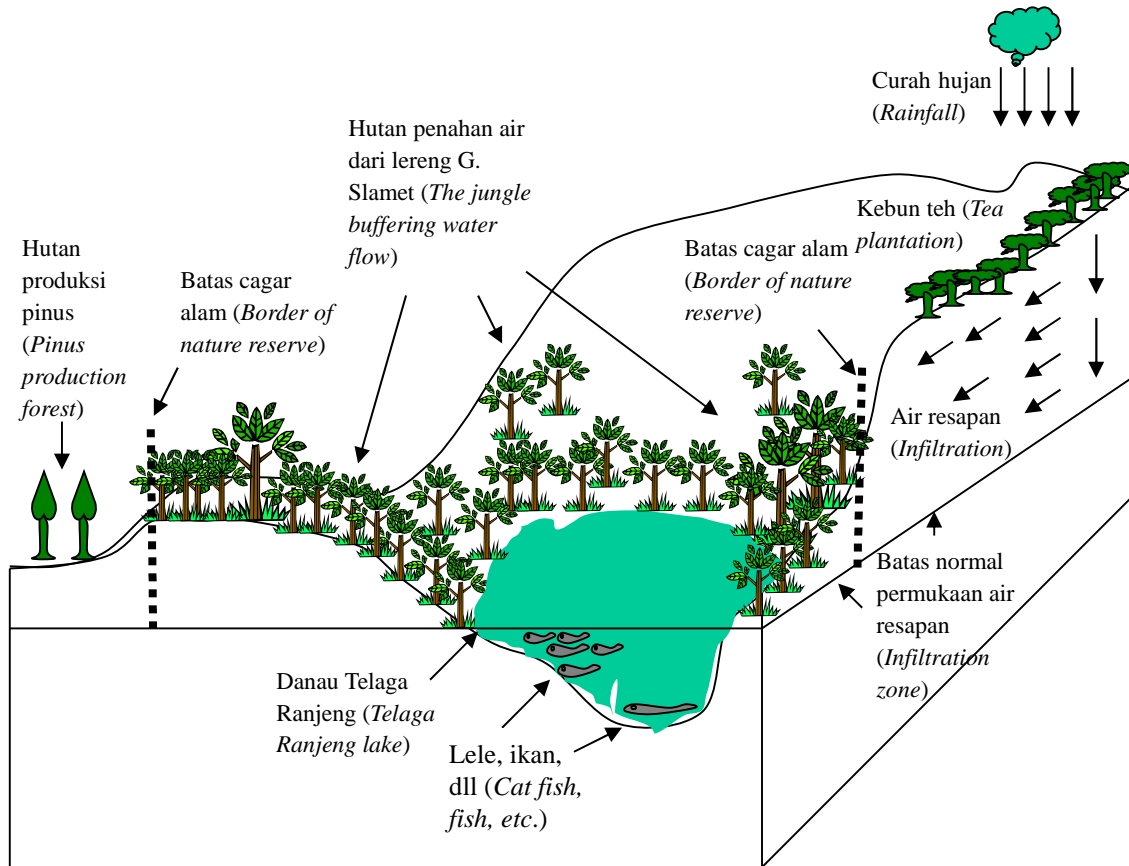 Curah hujan
(Rainfall)
Hutan penahan air
dari lereng G.
Slamet (The jungle
buffering water
flow)
Kebun teh (Tea
plantation)
Hutan
produksi
pinus
(Pinus
production
forest)
Batas cagar
alam (Border of
nature reserve)
Batas cagar alam
(Border of nature
reserve)
Air resapan
(Infiltration)
Batas normal
permukaan air
resapan
(Infiltration
zone)
Danau Telaga
Ranjeng (Telaga
Ranjeng lake)
Lele, ikan,
dll (Cat fish,
fish, etc.)